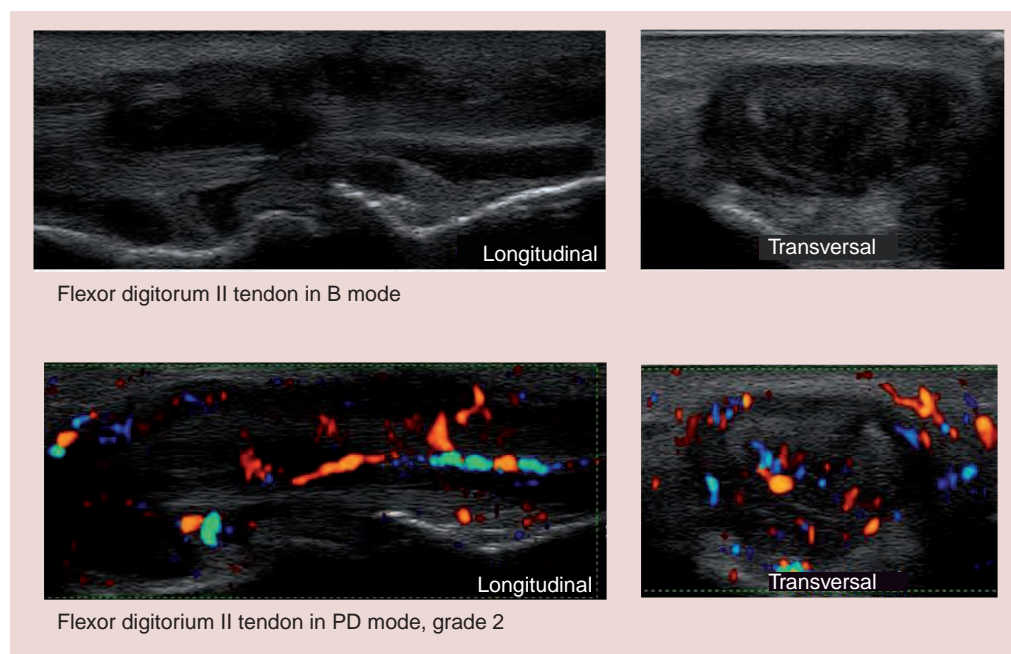 Longitudinal
Transversal
Flexor digitorum II tendon in B mode
Longitudinal
Transversal
Flexor digitorium II tendon in PD mode, grade 2